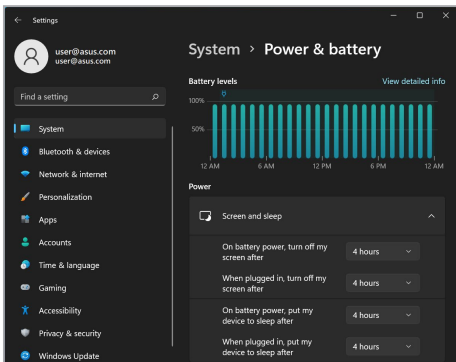 Settings
user@asus.com
user@asus.com
Find a setting
System
Bluetooth & devices
Network & internet
Personalization
Apps
Accounts
Time & language
Gaming
Accessibility
Privacy & security
Windows Update
System > Power & battery
Battery levels
View detailed info
100%
50%
12 AM 6 AM 12 PM 6 PM 12 AM
Power
Screen and sleep
On battery power, turn off my
screen after
4 hours
When plugged in, turn off my
screen after
4 hours
On battery power, put my
device to sleep after
4 hours
When plugged in, put my
device to sleep after
4 hours